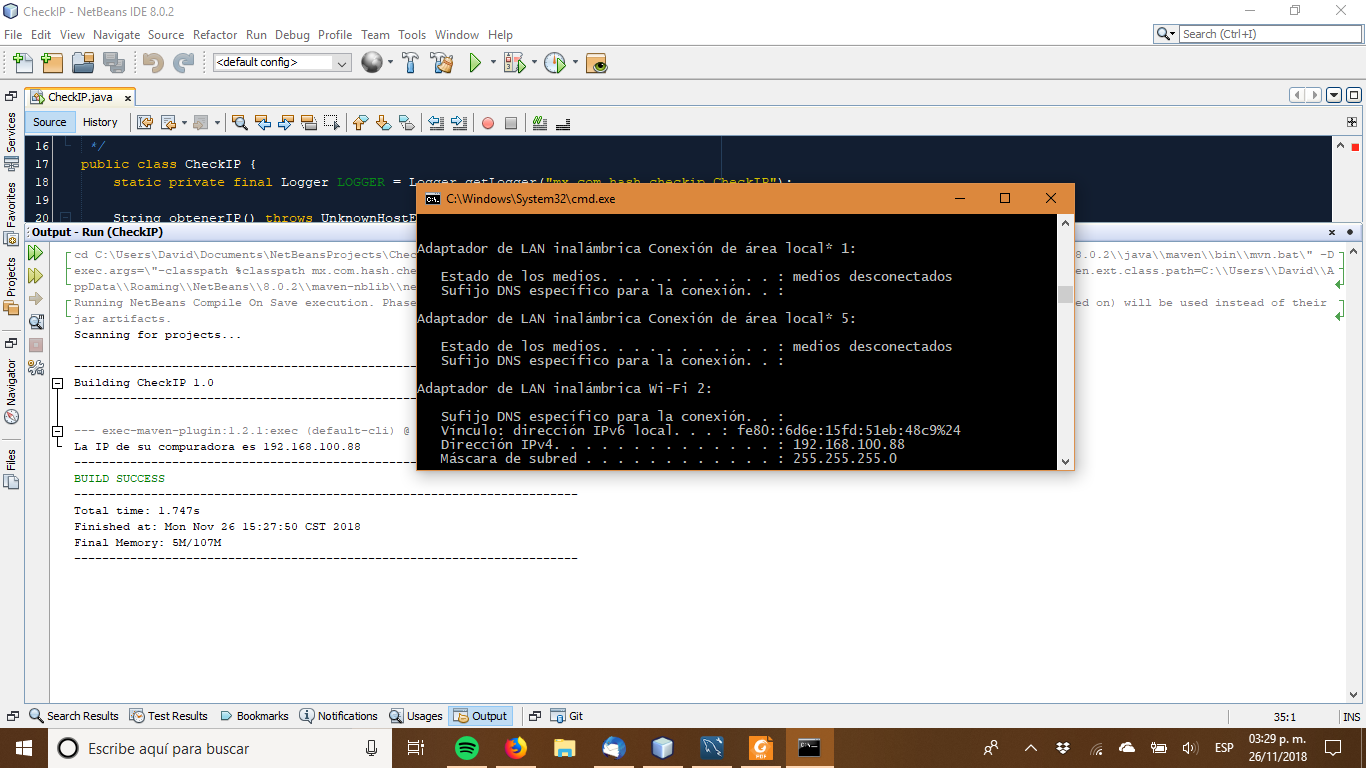 CheckIP - NetBeans IDE 8.0.2
File Edit View Navigate Source Refactor Run Debug Profile Team Tools Window Help
Search (Ctrl+I)
<default config>
CheckIP.java
Source History
Services
Favorites
Projects
Navigator
Files
16 */
17 public class CheckIP {
18 static private final Logger LOGGER = Logger.getLogger("mx.com.hash.checkip.CheckIP");
19
20 String obtenerIP() throws UnknownHostE
Output - Run (CheckIP)
cd C:\Users\David\Documents\NetBeansProjects\Chec 8.0.2\\java\\maven\\bin\\mvn.bat\" -D
exec.args=\"-classpath %classpath mx.com.hash.che en.ext.class.path=C:\\Users\\David\\A
ppData\\Roaming\\NetBeans\\8.0.2\\maven-nblib\\ne
Running NetBeans Compile On Save execution. Phase ed on) will be used instead of their
jar artifacts.
Scanning for projects...
------------------------------------------------------------------------
Building CheckIP 1.0
------------------------------------------------------------------------
--- exec-maven-plugin:1.2.1:exec (default-cli) @
La IP de su compuradora es 192.168.100.88
------------------------------------------------------------------------
BUILD SUCCESS
------------------------------------------------------------------------
Total time: 1.747s
Finished at: Mon Nov 26 15:27:50 CST 2018
Final Memory: 5M/107M
------------------------------------------------------------------------
C:\Windows\System32\cmd.exe
Adaptador de LAN inalámbrica Conexión de área local* 1:
Estado de los medios. . . . . . . . . . . : medios desconectados
Sufijo DNS específico para la conexión. . :
Adaptador de LAN inalámbrica Conexión de área local* 5:
Estado de los medios. . . . . . . . . . . : medios desconectados
Sufijo DNS específico para la conexión. . :
Adaptador de LAN inalámbrica Wi-Fi 2:
Sufijo DNS específico para la conexión. . :
Vínculo: dirección IPv6 local. . . : fe80::6d6e:15fd:51eb:48c9%24
Dirección IPv4. . . . . . . . . . . . . . : 192.168.100.88
Máscara de subred . . . . . . . . . . . . : 255.255.255.0
Search Results Test Results Bookmarks Notifications Usages Output Git
35:1 INS
Escribe aquí para buscar
ESP
03:29 p. m.
26/11/2018